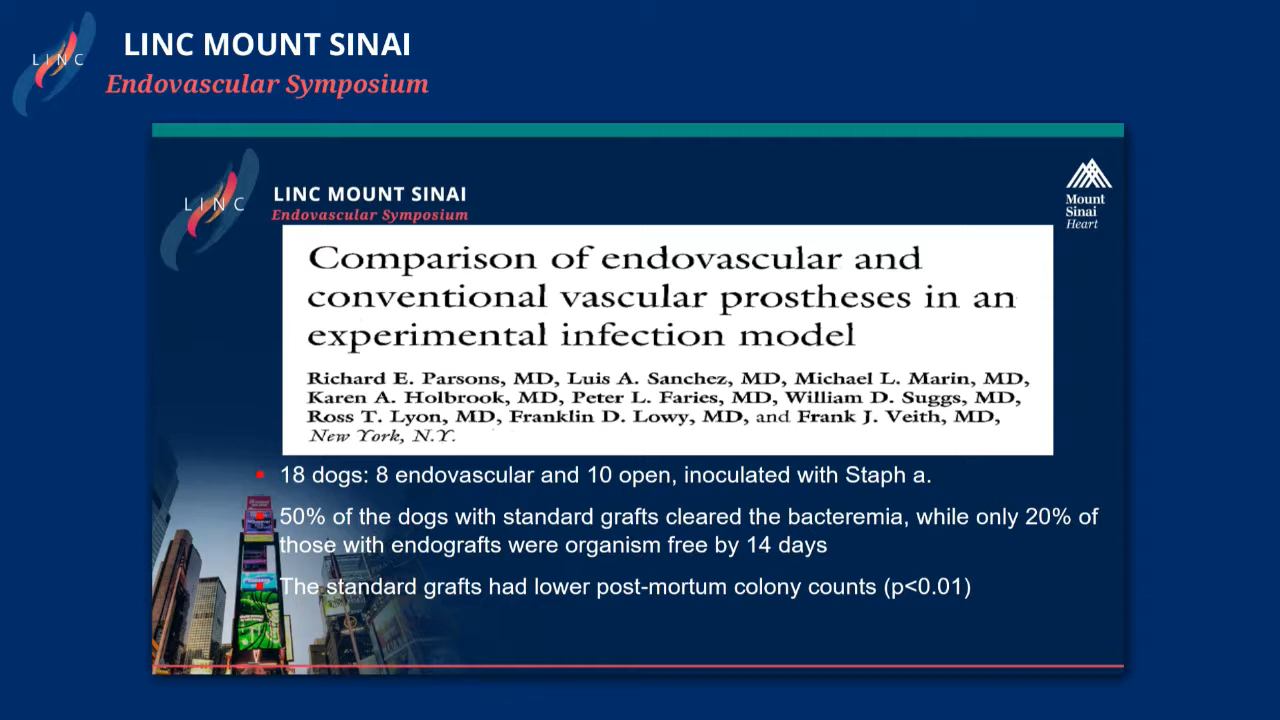 LINC
LINC MOUNT SINAI
Endovascular Symposium
LINC
LINC MOUNT SINAI
Endovascular Symposium
Mount
Sinai
Heart
Comparison of endovascular and
conventional vascular prostheses in an
experimental infection model
Richard E. Parsons, MD, Luis A. Sanchez, MD, Michael L. Marin, MD,
Karen A. Holbrook, MD, Peter L. Faries, MD, William D. Suggs, MD,
Ross T. Lyon, MD, Franklin D. Lowy, MD, and Frank J. Veith, MD,
New York, N.Y.
18 dogs: 8 endovascular and 10 open, inoculated with Staph a.
50% of the dogs with standard grafts cleared the bacteremia, while only 20% of
those with endografts were organism free by 14 days
The standard grafts had lower post-mortum colony counts (p<0.01)